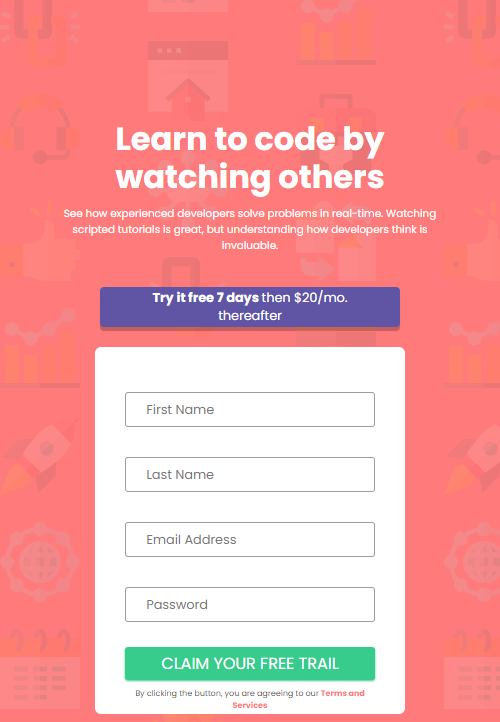 Learn to code by
watching others
See how experienced developers solve problems in real-time. Watching
scripted tutorials is great, but understanding how developers think is
invaluable.
Try it free 7 days then $20/mo.
thereafter
First Name
Last Name
Email Address
Password
CLAIM YOUR FREE TRAIL
By clicking the button, you are agreeing to our Terms and
Services